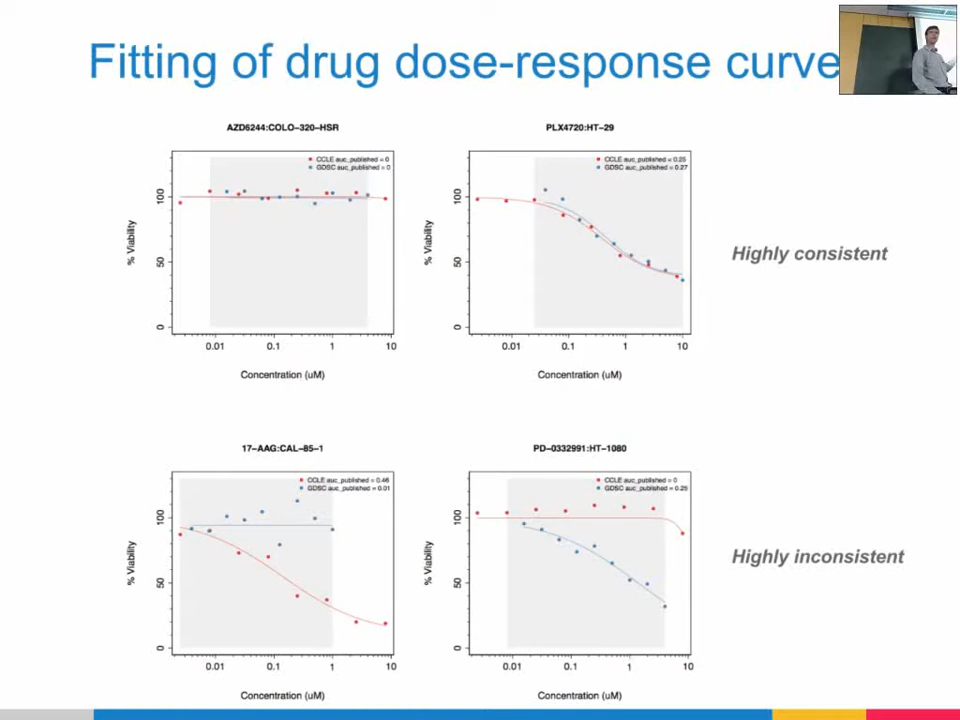 Fitting of drug dose-response curve
AZD6244:COLO-320-HSR
CCLE auc_published = 0
GDSC auc_published = 0
% Viability
100
50
0
0.01 0.1 1 10
Concentration (uM)
PLX4720:HT-29
CCLE auc_published = 0.25
GDSC auc_published = 0.27
% Viability
100
50
0
0.01 0.1 1 10
Concentration (uM)
Highly consistent
17-AAG:CAL-85-1
CCLE auc_published = 0.46
GDSC auc_published = 0.01
% Viability
100
50
0
0.01 0.1 1 10
Concentration (uM)
PD-0332991:HT-1080
CCLE auc_published = 0
GDSC auc_published = 0.25
% Viability
100
50
0
0.01 0.1 1 10
Concentration (uM)
Highly inconsistent